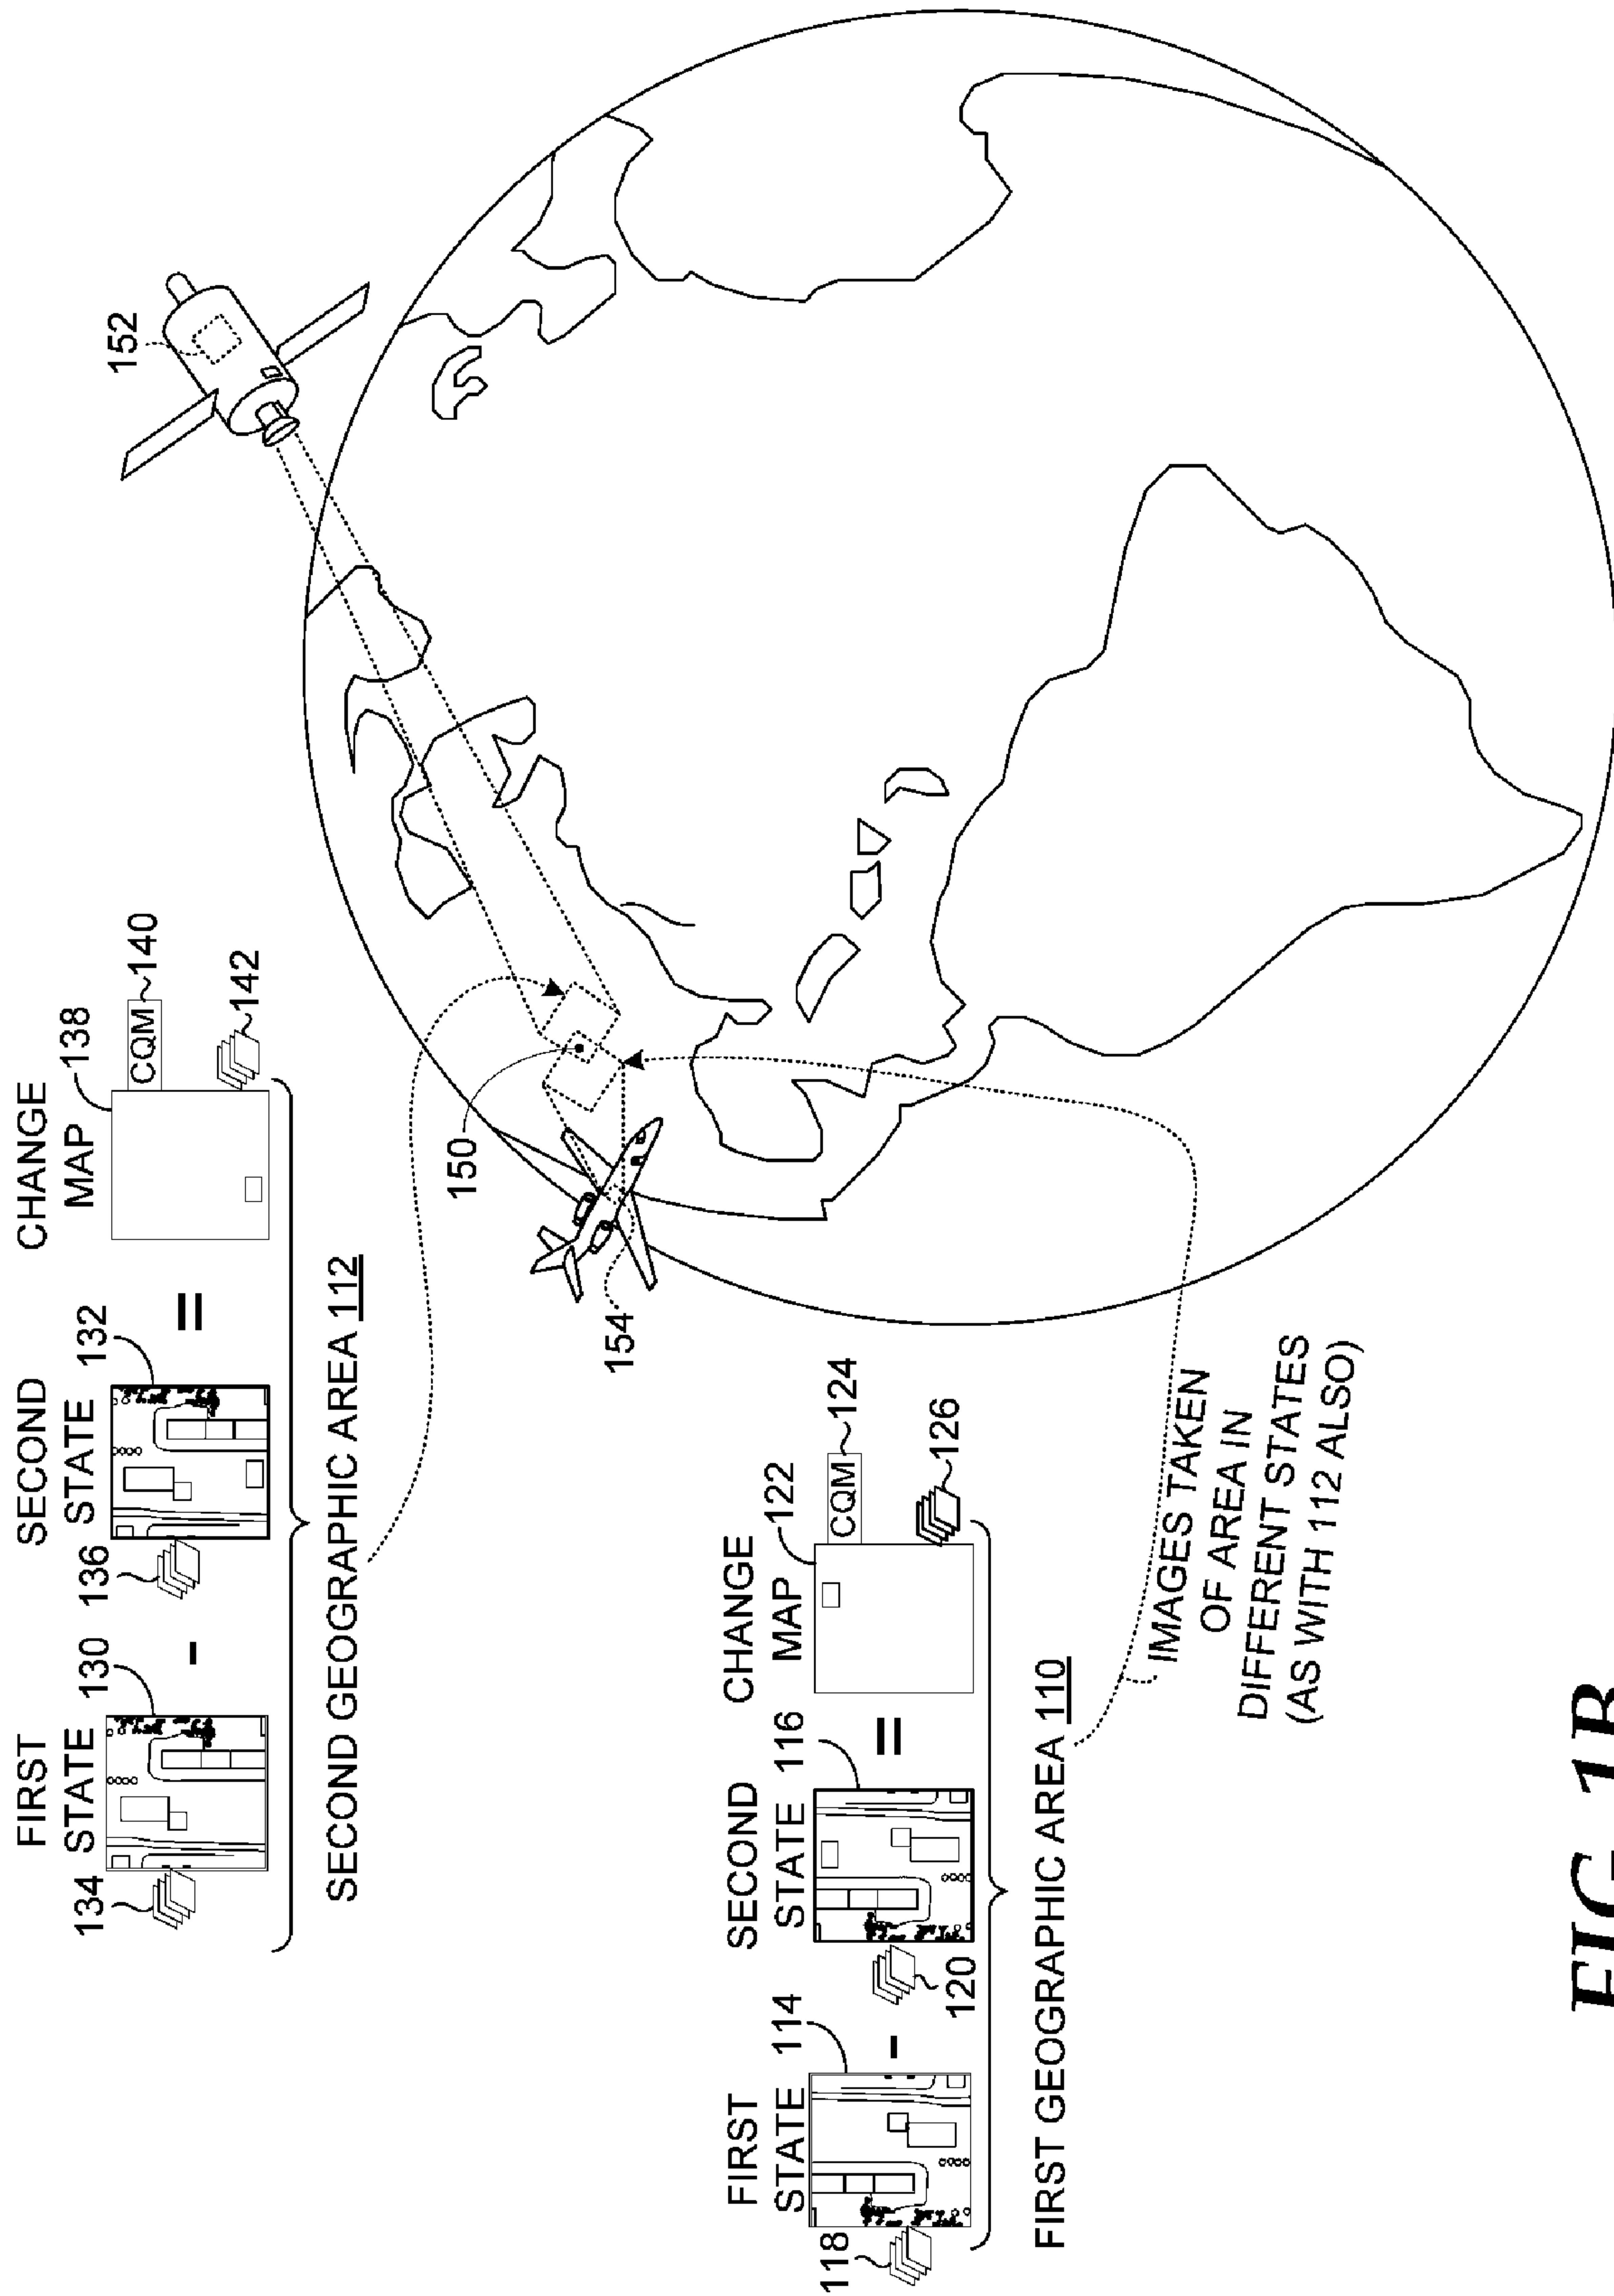 FIRST
STATE 130
134
-
SECOND
STATE 132
136
=
CHANGE
MAP 138
CQM 140
142
SECOND GEOGRAPHIC AREA 112
152
150
154
FIRST
STATE 114
118
-
SECOND
STATE 116
120
=
CHANGE
MAP 122
CQM 124
126
FIRST GEOGRAPHIC AREA 110
IMAGES TAKEN
OF AREA IN
DIFFERENT STATES
(AS WITH 112 ALSO)
FIG. 1B